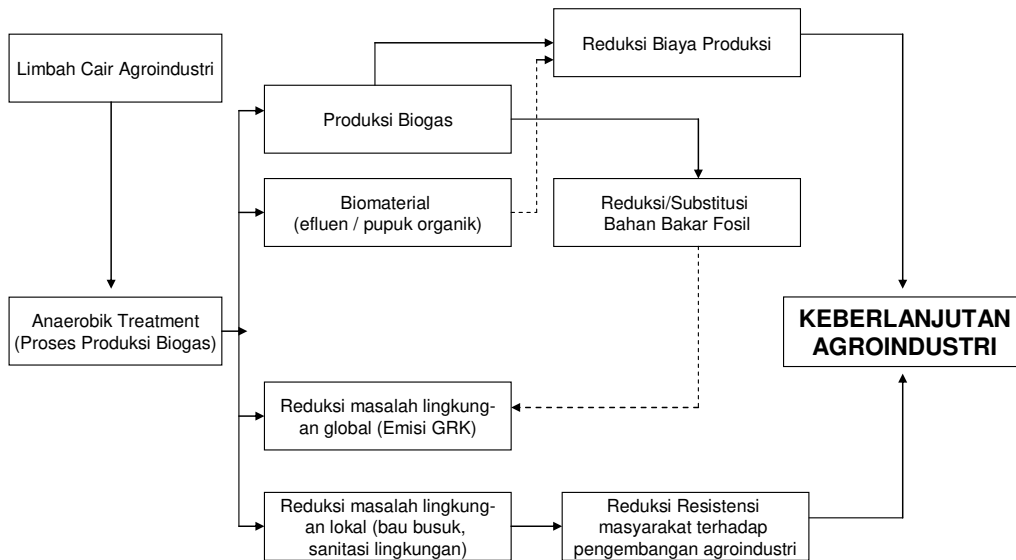 Limbah Cair Agroindustri
Reduksi Biaya Produksi
Produksi Biogas
Biomaterial
(efluen / pupuk organik)
Reduksi/Substitusi
Bahan Bakar Fosil
Anaerobik Treatment
(Proses Produksi Biogas)
KEBERLANJUTAN
AGROINDUSTRI
Reduksi masalah lingkung-
an global (Emisi GRK)
Reduksi masalah lingkung-
an lokal (bau busuk,
sanitasi lingkungan)
Reduksi Resistensi
masyarakat terhadap
pengembangan agroindustri